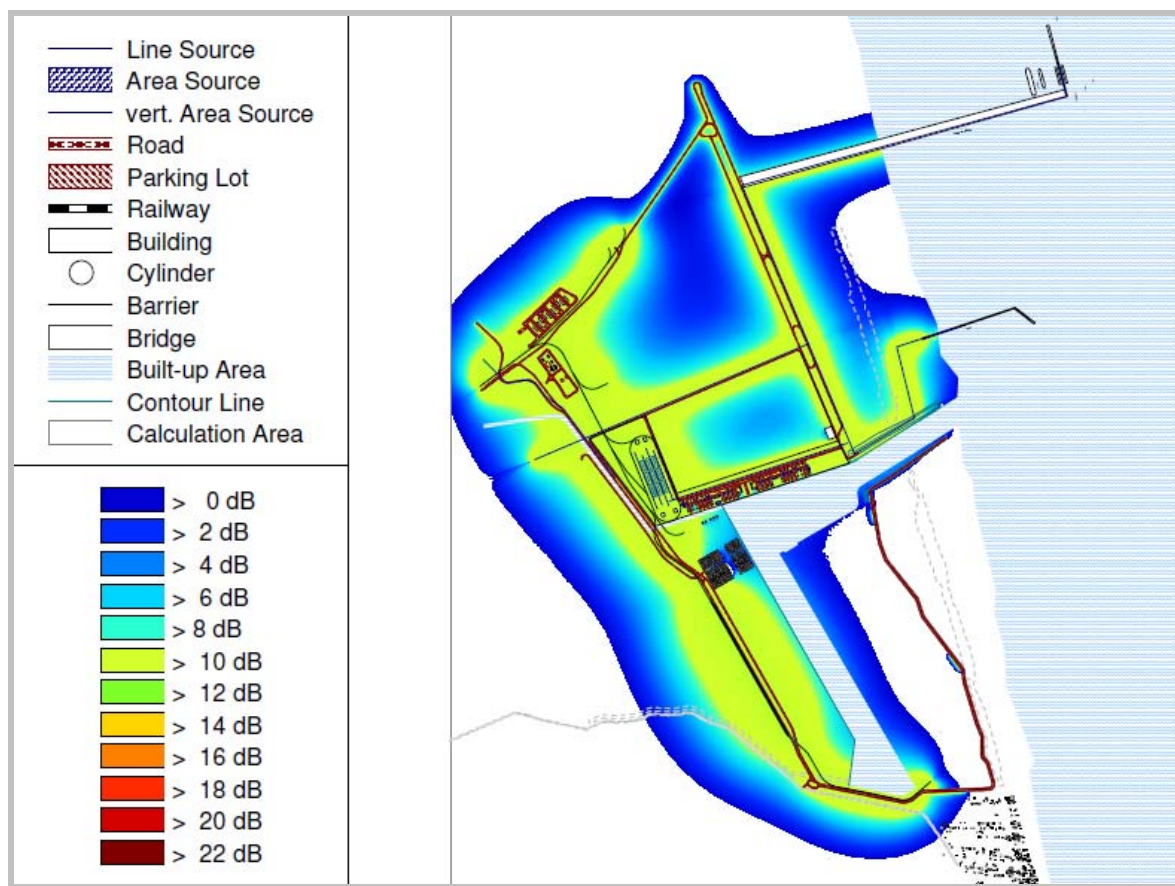 Line Source
Area Source
vert. Area Source
Road
Parking Lot
Railway
Building
Cylinder
Barrier
Bridge
Built-up Area
Contour Line
Calculation Area
> 0 dB
> 2 dB
> 4 dB
> 6 dB
> 8 dB
> 10 dB
> 12 dB
> 14 dB
> 16 dB
> 18 dB
> 20 dB
> 22 dB